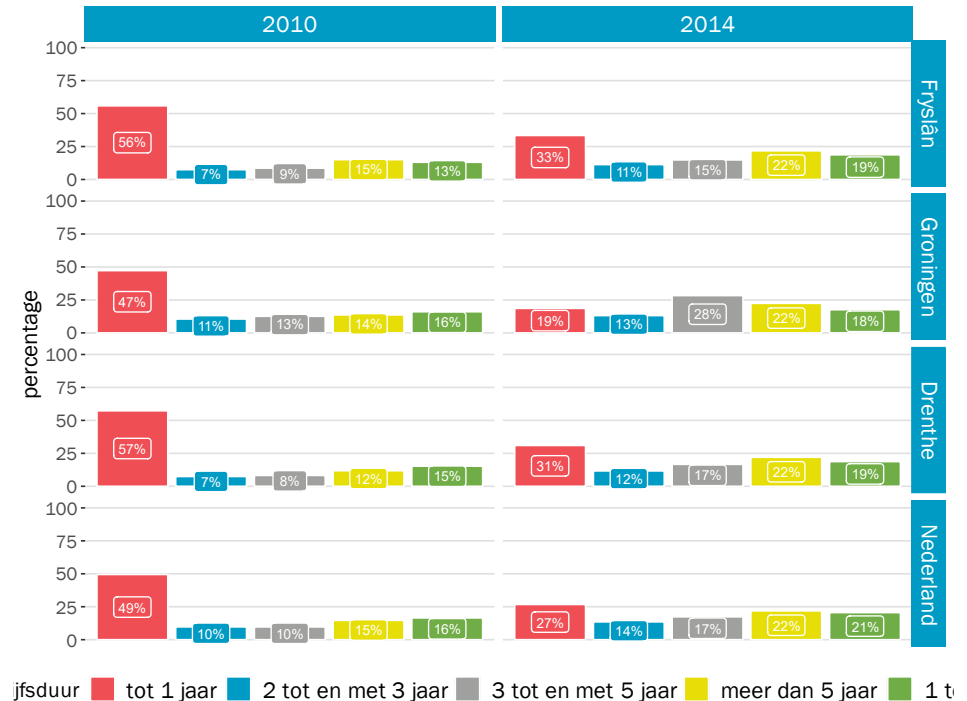 2010 2014
percentage
100
75
50
25
0
56% 7% 9% 15% 13%
33% 11% 15% 22% 19%
Fryslân
100
75
50
25
0
47% 11% 13% 14% 16%
19% 13% 28% 22% 18%
Groningen
100
75
50
25
0
57% 7% 8% 12% 15%
31% 12% 17% 22% 19%
Drenthe
100
75
50
25
0
49% 10% 10% 15% 16%
27% 14% 17% 22% 21%
Nederland
ijfsduur tot 1 jaar 2 tot en met 3 jaar 3 tot en met 5 jaar meer dan 5 jaar 1 t